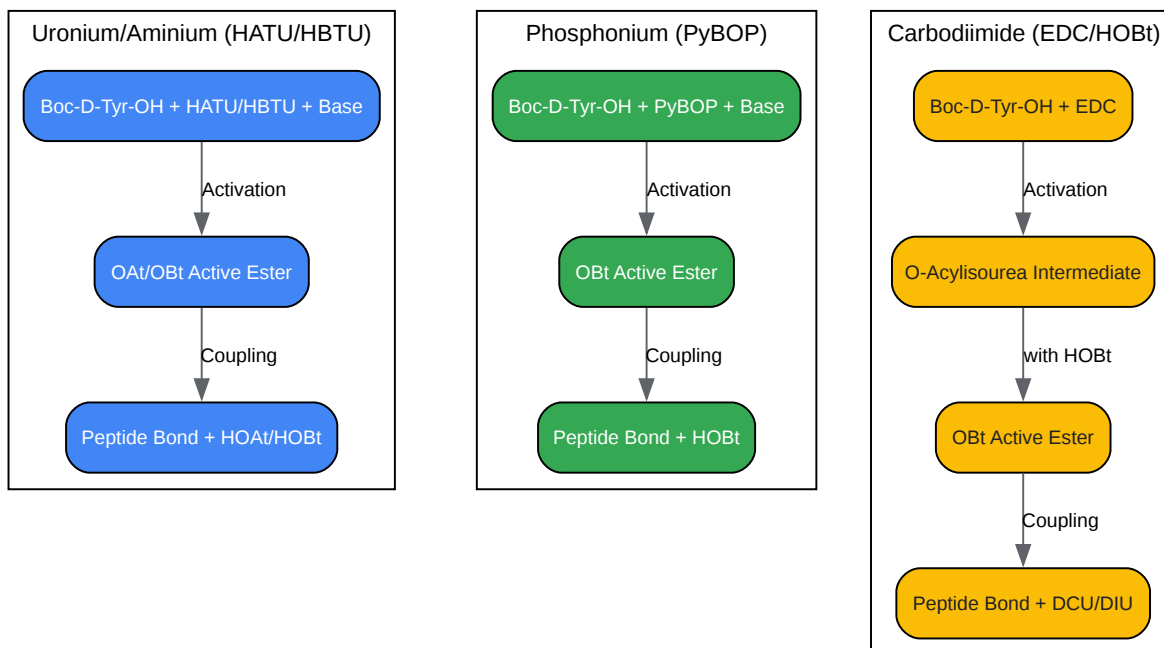 Uronium/Aminium (HATU/HBTU)
Boc-D-Tyr-OH + HATU/HBTU + Base
Activation
OAt/OBt Active Ester
Coupling
Peptide Bond + HOAt/HOBt
Phosphonium (PyBOP)
Boc-D-Tyr-OH + PyBOP + Base
Activation
OBt Active Ester
Coupling
Peptide Bond + HOBt
Carbodiimide (EDC/HOBt)
Boc-D-Tyr-OH + EDC
Activation
O-Acylisourea Intermediate
with HOBt
OBt Active Ester
Coupling
Peptide Bond + DCU/DIU